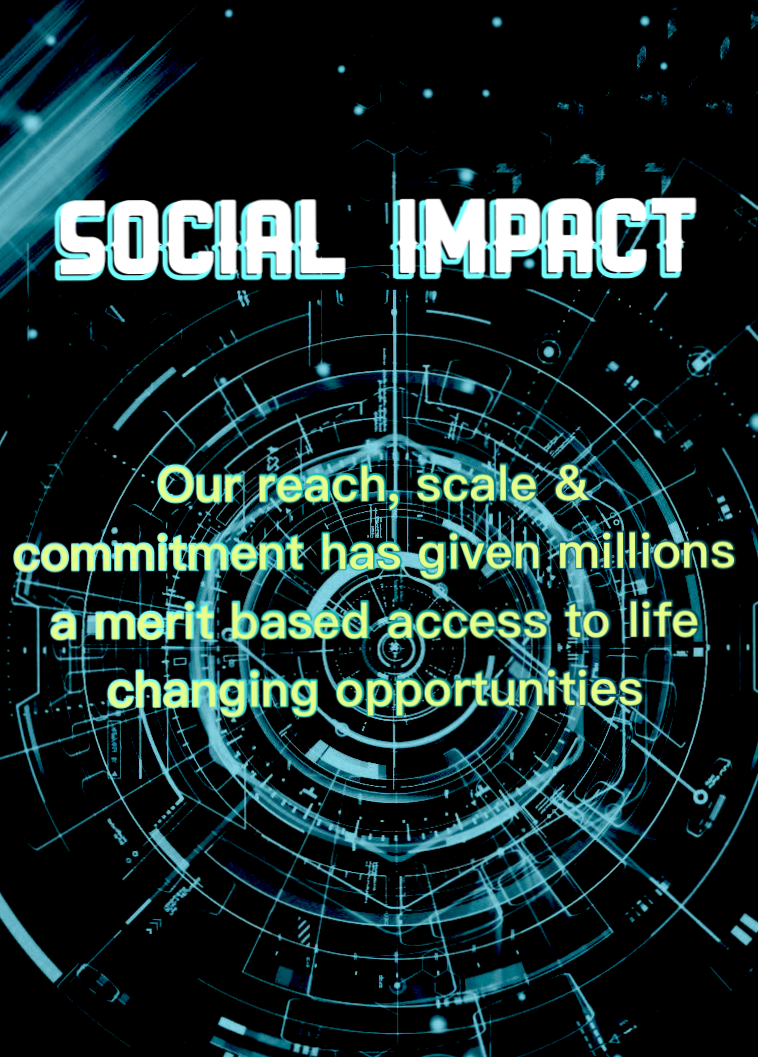 SOCIAL IMPACT
Our reach, scale &
commitment has given millions
a merit based access to life
changing opportunities